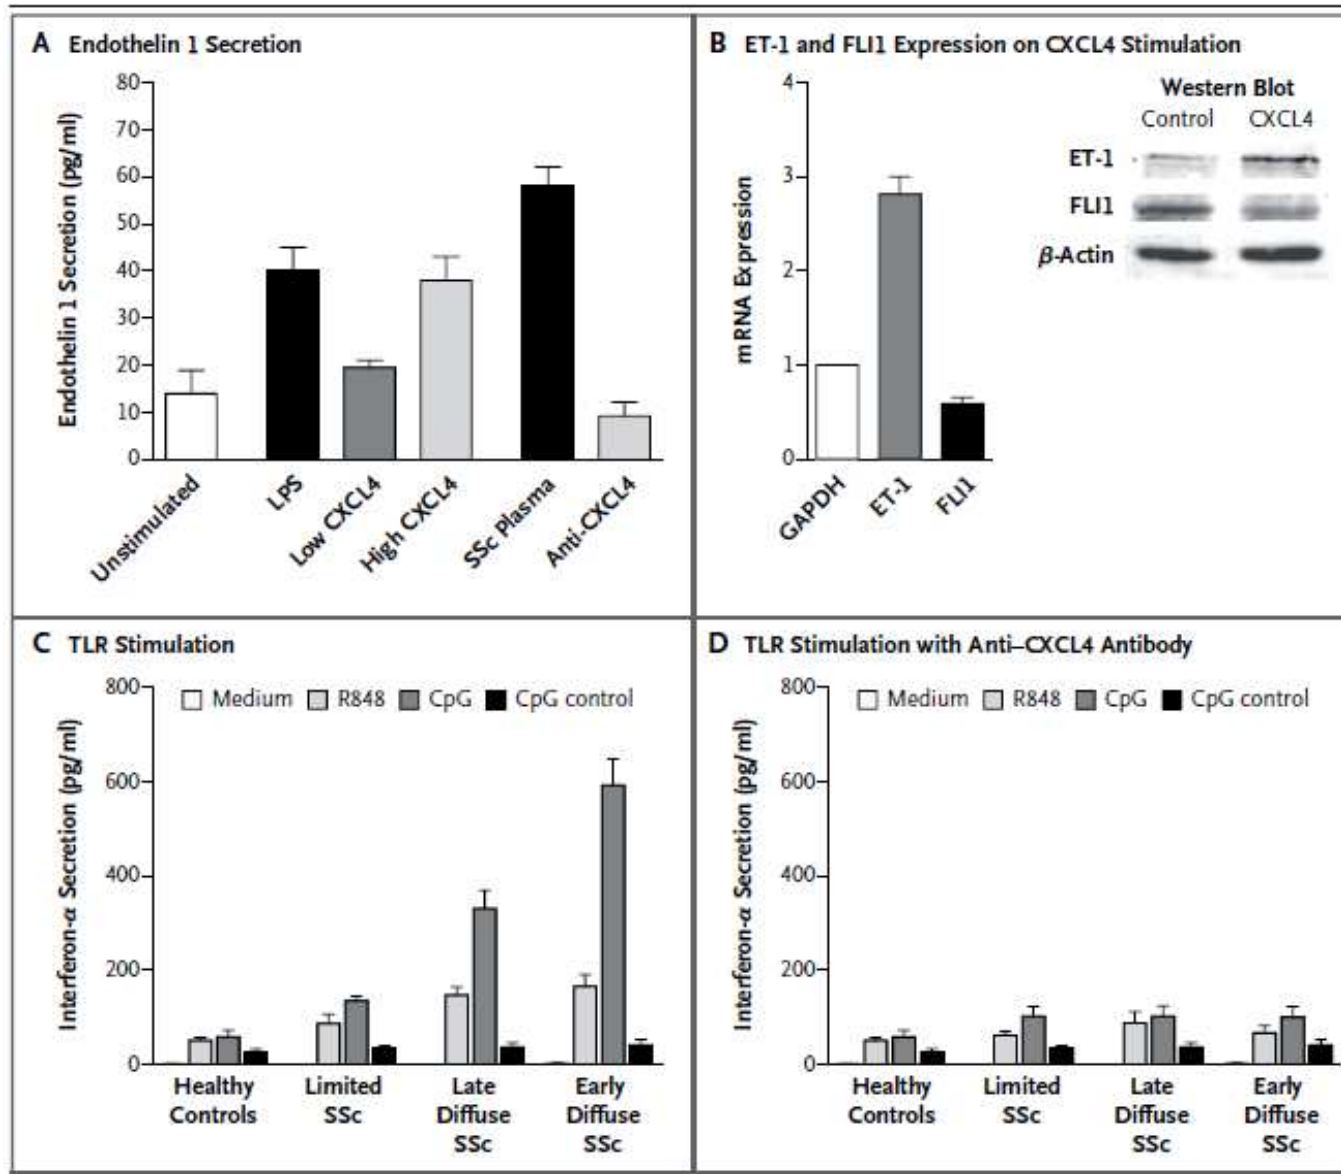 A Endothelin 1 Secretion
Endothelin 1 Secretion (pg/ml)
80
70
60
50
40
30
20
10
0
Unstimulated
LPS
Low CXCL4
High CXCL4
SSc Plasma
Anti-CXCL4
B ET-1 and FLI1 Expression on CXCL4 Stimulation
mRNA Expression
4
3
2
1
0
GAPDH
ET-1
FLI1
Western Blot
Control CXCL4
ET-1
FLI1
β-Actin
C TLR Stimulation
Interferon-α Secretion (pg/ml)
800
600
400
200
0
Medium R848 CpG CpG control
Healthy Controls
Limited SSc
Late Diffuse SSc
Early Diffuse SSc
D TLR Stimulation with Anti–CXCL4 Antibody
Interferon-α Secretion (pg/ml)
800
600
400
200
0
Medium R848 CpG CpG control
Healthy Controls
Limited SSc
Late Diffuse SSc
Early Diffuse SSc